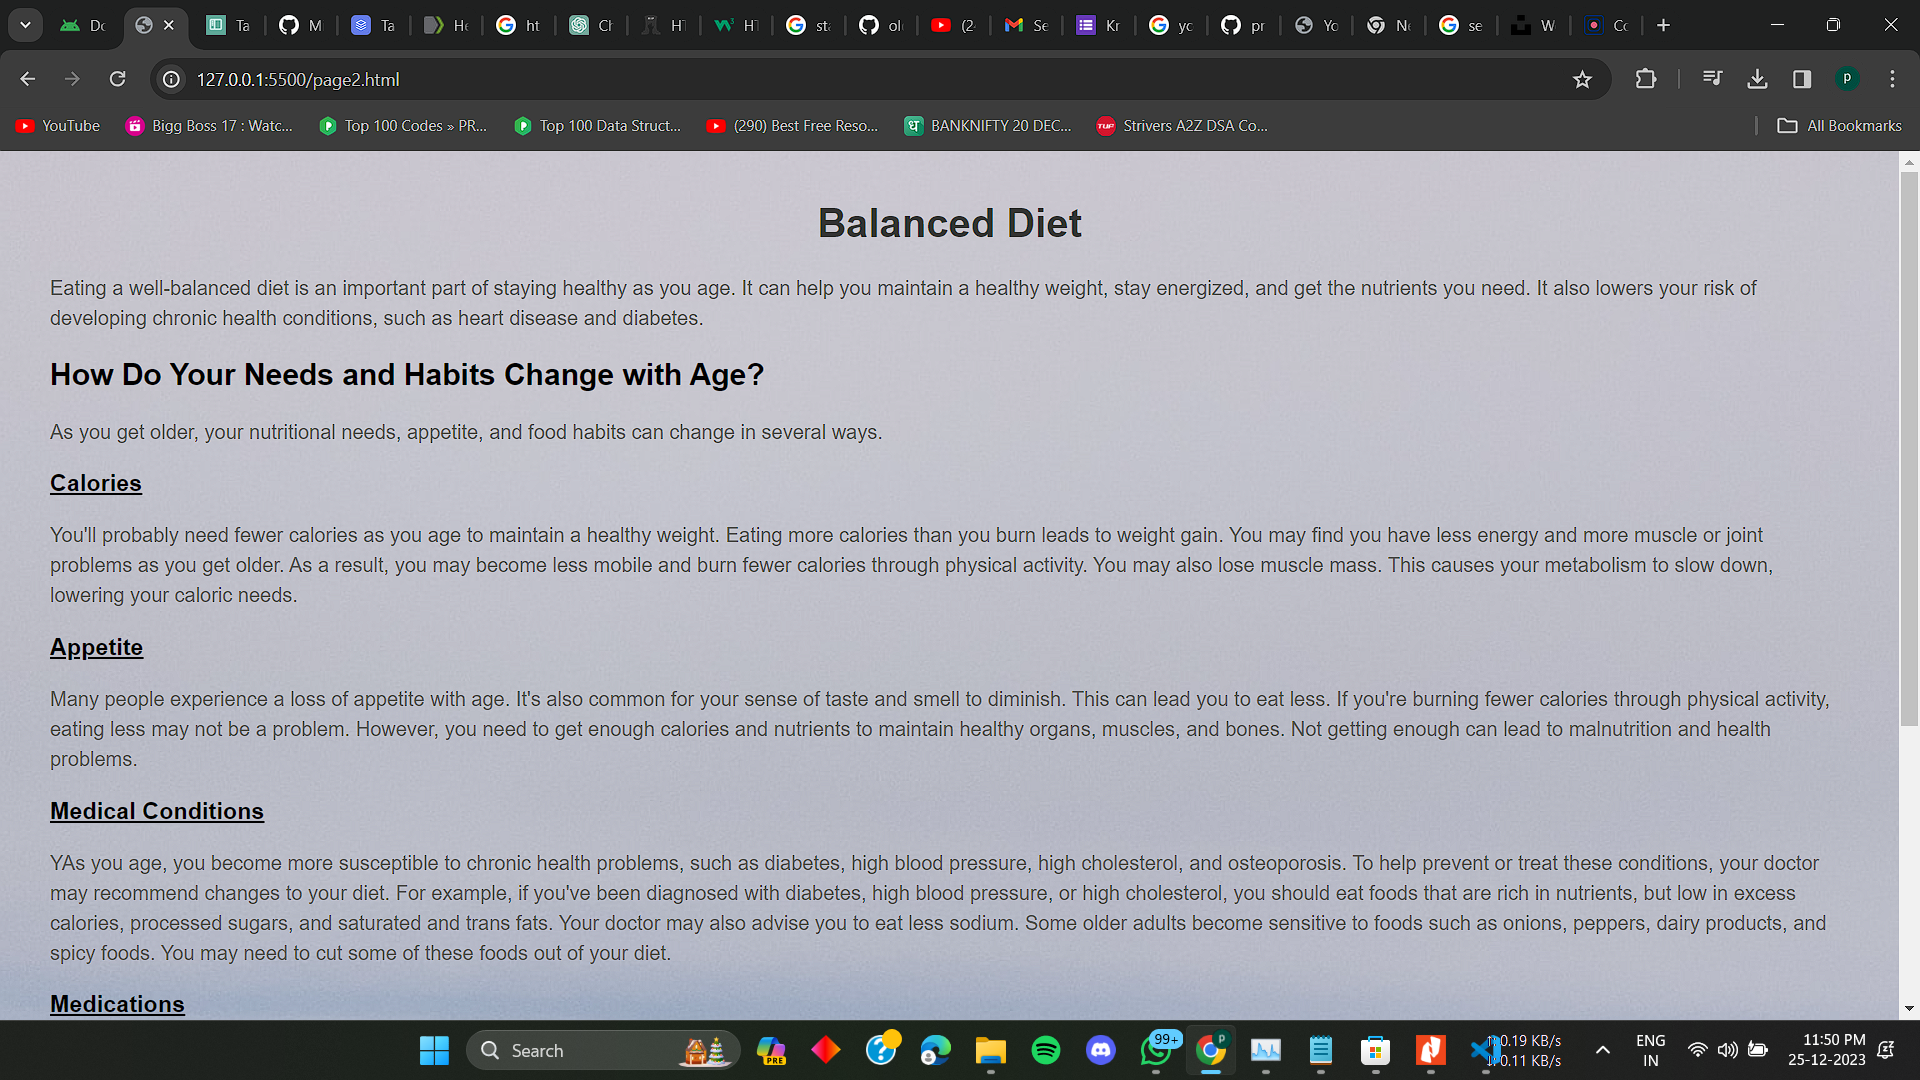 Do
Ta
M
Ta
He
ht
Ch
HT
HT
sta
ol
(2
Se
Kr
yo
pr
Yo
Ne
se
W
Co
127.0.0.1:5500/page2.html
P
YouTube
Bigg Boss 17 : Watc...
Top 100 Codes » PR...
Top 100 Data Struct...
(290) Best Free Reso...
BANKNIFTY 20 DEC...
TUF
Strivers A2Z DSA Co...
All Bookmarks
Balanced Diet
Eating a well-balanced diet is an important part of staying healthy as you age. It can help you maintain a healthy weight, stay energized, and get the nutrients you need. It also lowers your risk of
developing chronic health conditions, such as heart disease and diabetes.
How Do Your Needs and Habits Change with Age?
As you get older, your nutritional needs, appetite, and food habits can change in several ways.
Calories
You'll probably need fewer calories as you age to maintain a healthy weight. Eating more calories than you burn leads to weight gain. You may find you have less energy and more muscle or joint
problems as you get older. As a result, you may become less mobile and burn fewer calories through physical activity. You may also lose muscle mass. This causes your metabolism to slow down,
lowering your caloric needs.
Appetite
Many people experience a loss of appetite with age. It's also common for your sense of taste and smell to diminish. This can lead you to eat less. If you're burning fewer calories through physical activity,
eating less may not be a problem. However, you need to get enough calories and nutrients to maintain healthy organs, muscles, and bones. Not getting enough can lead to malnutrition and health
problems.
Medical Conditions
YAs you age, you become more susceptible to chronic health problems, such as diabetes, high blood pressure, high cholesterol, and osteoporosis. To help prevent or treat these conditions, your doctor
may recommend changes to your diet. For example, if you've been diagnosed with diabetes, high blood pressure, or high cholesterol, you should eat foods that are rich in nutrients, but low in excess
calories, processed sugars, and saturated and trans fats. Your doctor may also advise you to eat less sodium. Some older adults become sensitive to foods such as onions, peppers, dairy products, and
spicy foods. You may need to cut some of these foods out of your diet.
Medications
Search
PRE
99+
P
0.19 KB/s
0.11 KB/s
ENG
IN
11:50 PM
25-12-2023